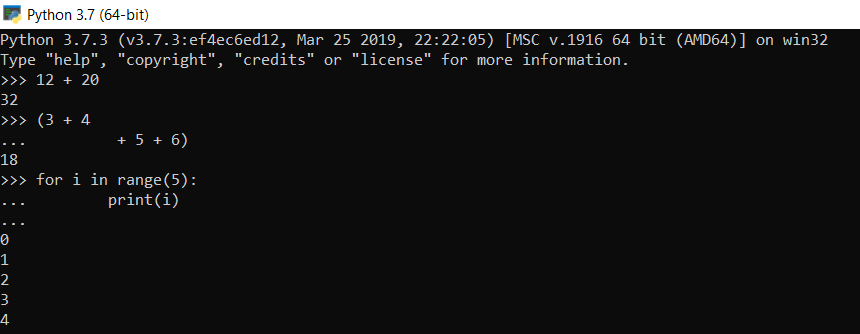 Python 3.7 (64-bit)
Python 3.7.3 (v3.7.3:ef4ec6ed12, Mar 25 2019, 22:22:05) [MSC v.1916 64 bit (AMD64)] on win32
Type "help", "copyright", "credits" or "license" for more information.
>>> 12 + 20
32
>>> (3 + 4
...          + 5 + 6)
18
>>> for i in range(5):
...         print(i)
...
0
1
2
3
4